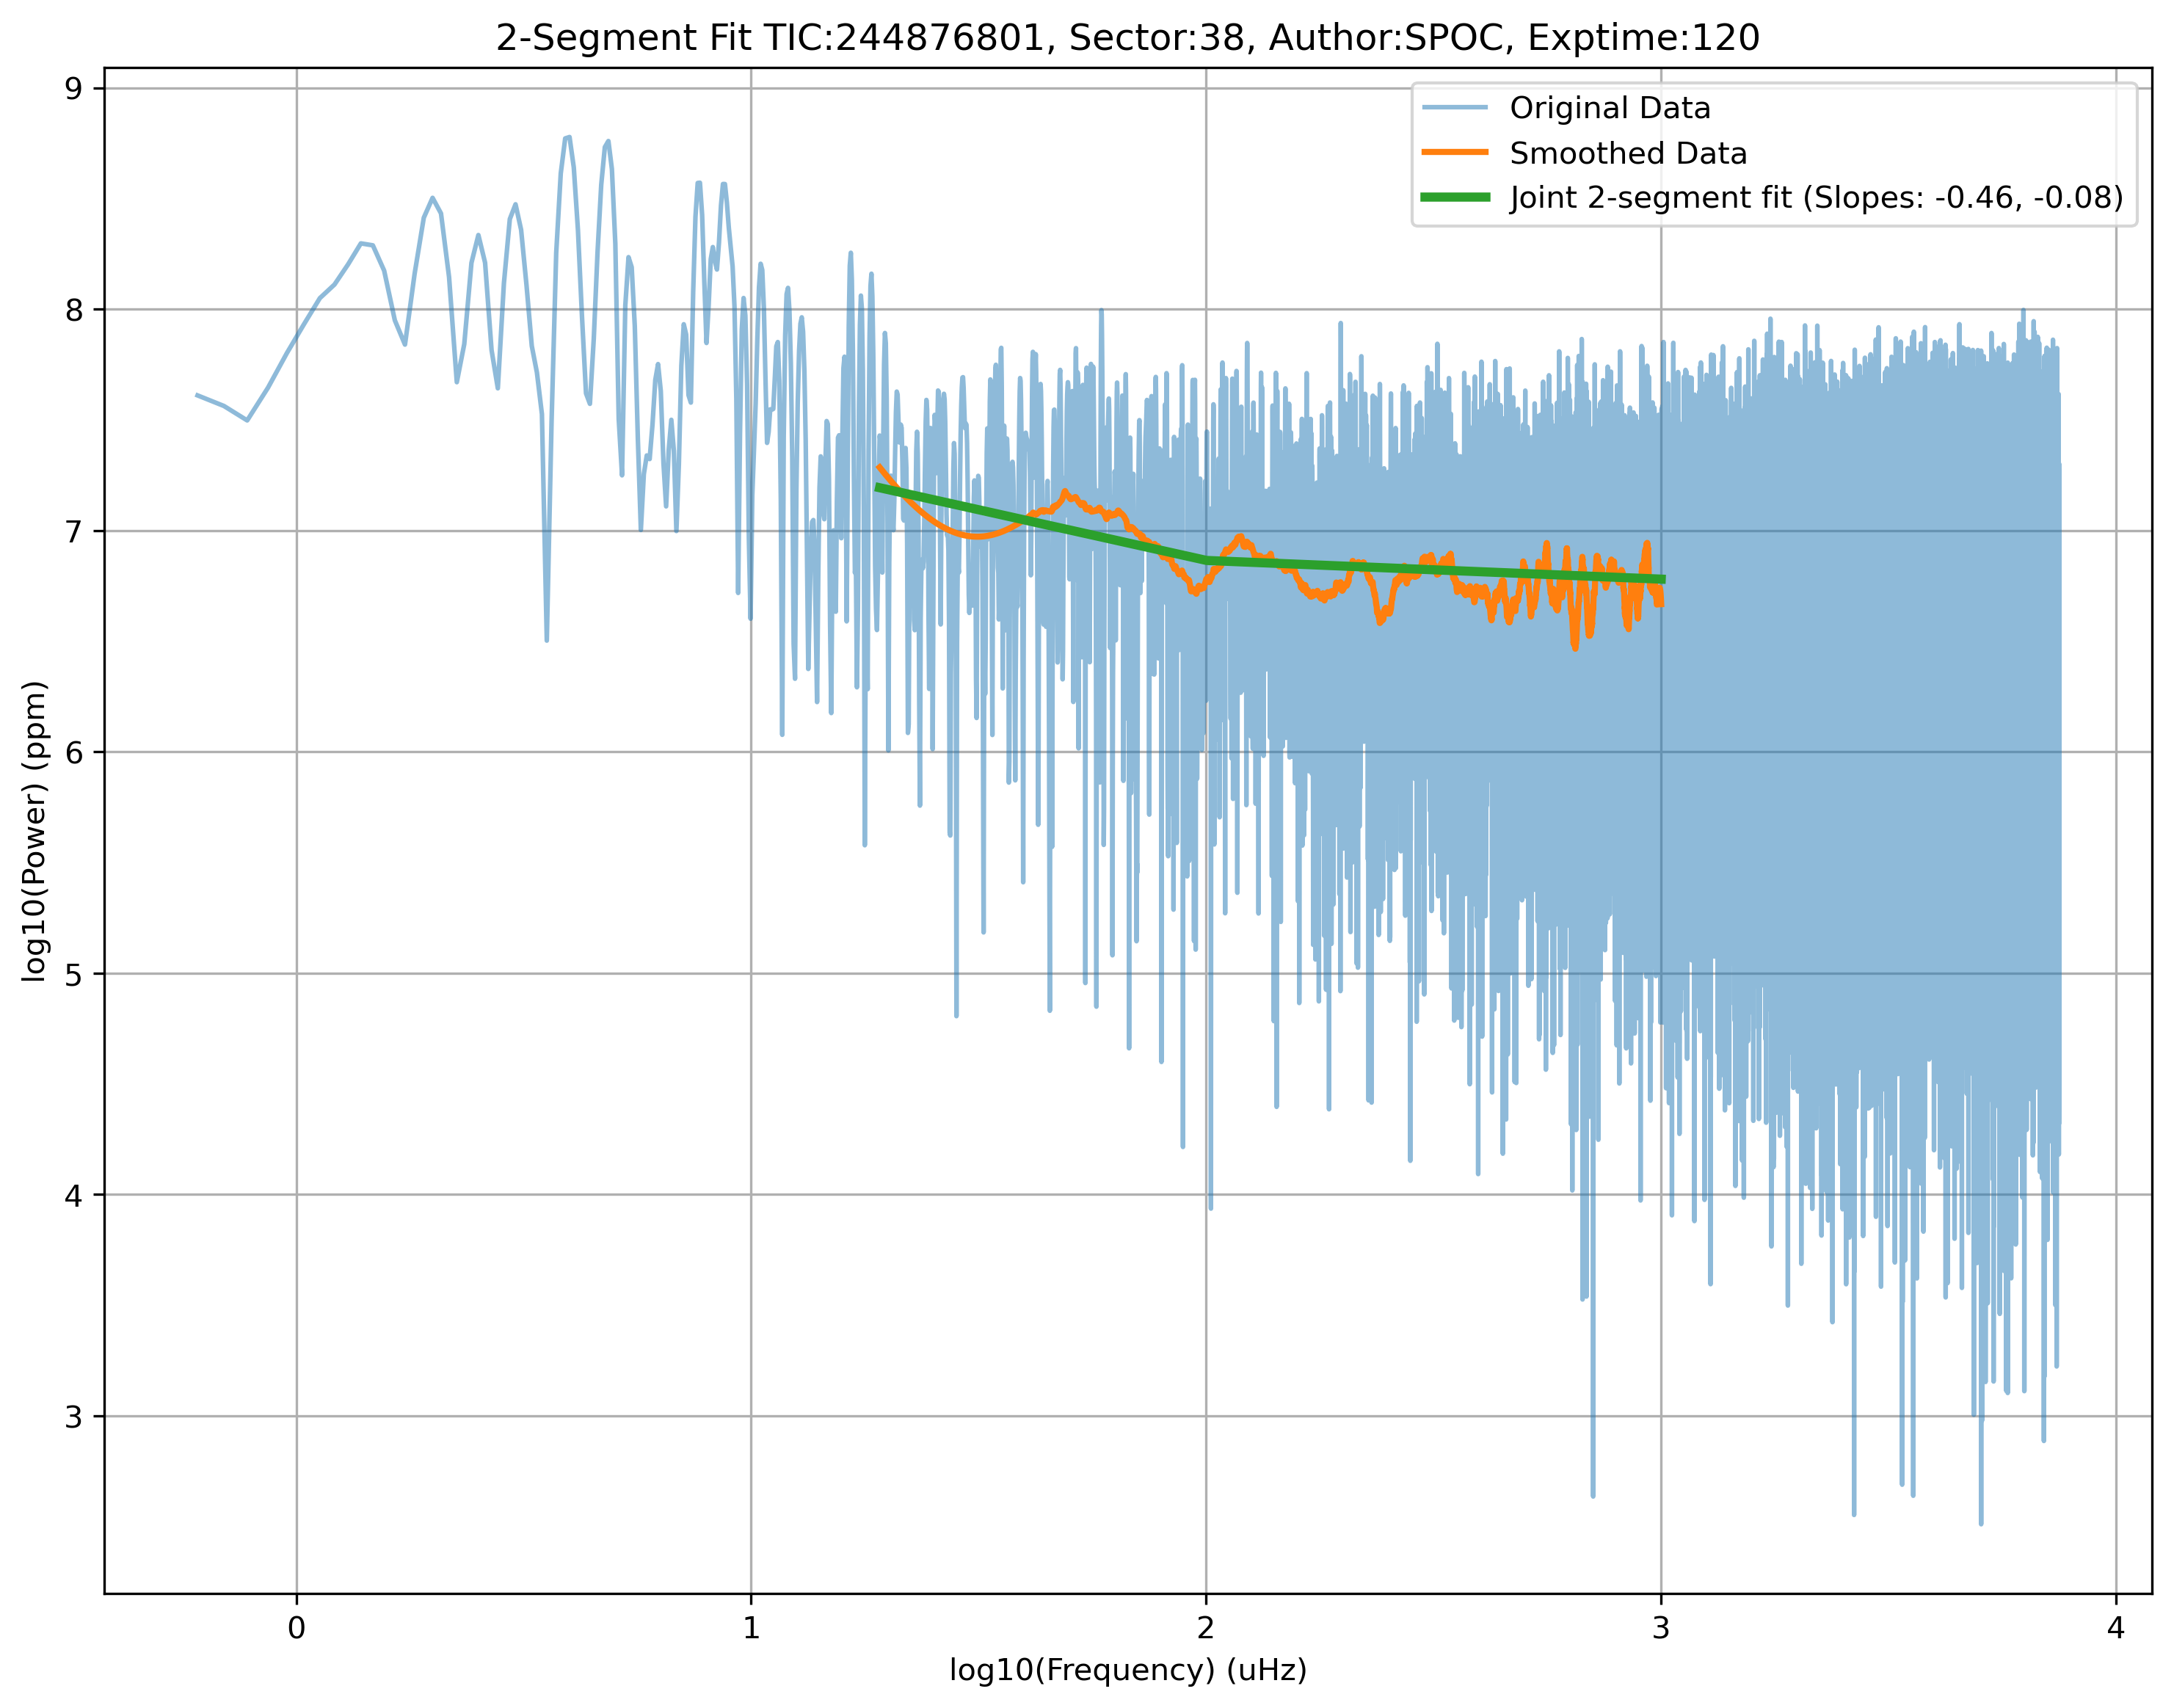 2-Segment Fit TIC:244876801, Sector:38, Author:SPOC, Exptime:120
Original Data
Smoothed Data
Joint 2-segment fit (Slopes: -0.46, -0.08)
log10(Power) (ppm)
9
8
7
6
5
4
3
0 1 2 3 4
log10(Frequency) (uHz)